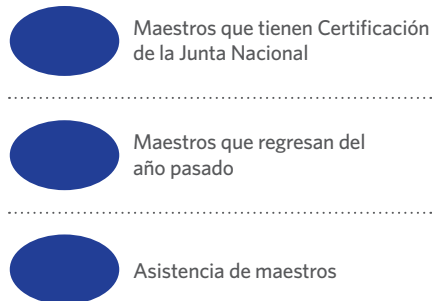 Maestros que tienen Certificación
de la Junta Nacional
Maestros que regresan del
año pasado
Asistencia de maestros